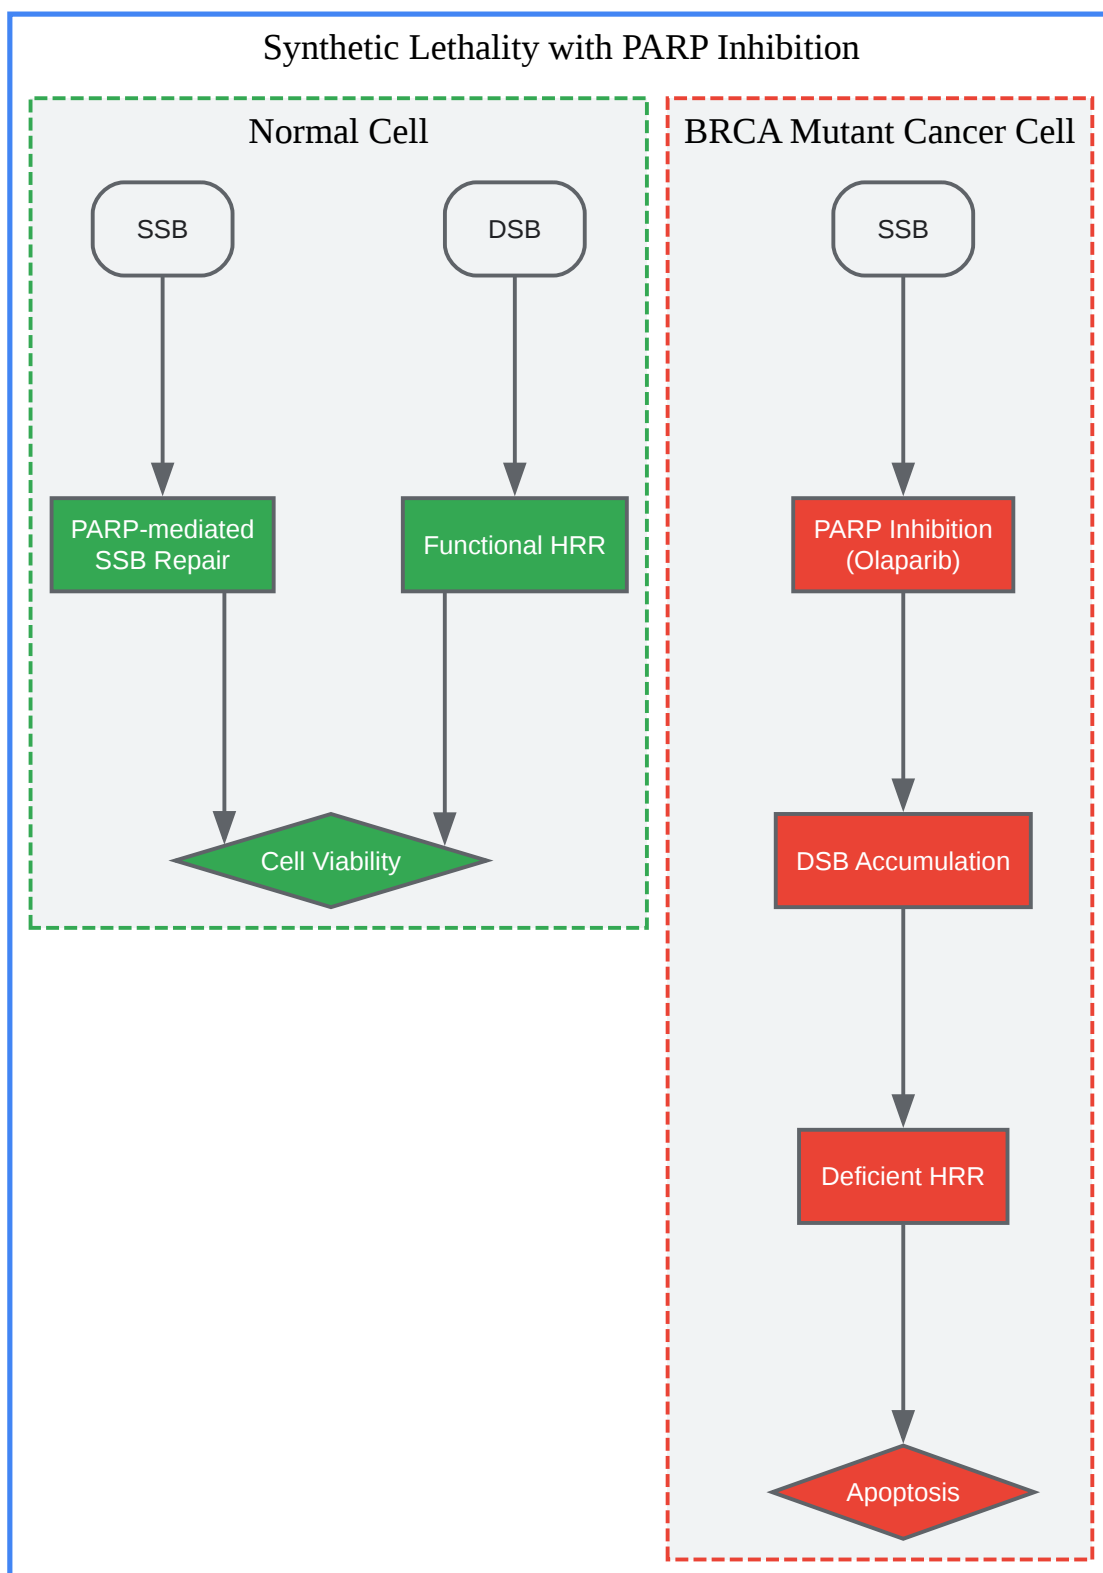 Synthetic Lethality with PARP Inhibition
Normal Cell
SSB
DSB
PARP-mediated
SSB Repair
Functional HRR
Cell Viability
BRCA Mutant Cancer Cell
SSB
PARP Inhibition
(Olaparib)
DSB Accumulation
Deficient HRR
Apoptosis